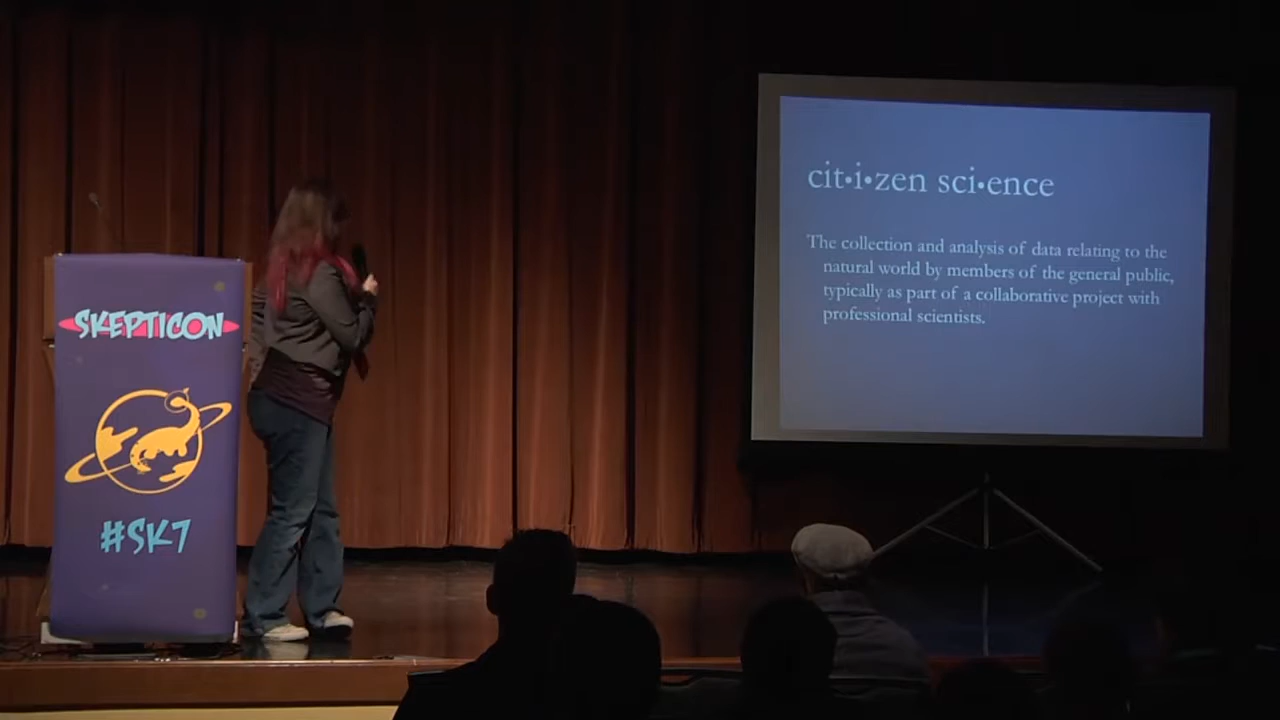 SKEPTICON
#SK7
cit•i•zen sci•ence
The collection and analysis of data relating to the
natural world by members of the general public,
typically as part of a collaborative project with
professional scientists.